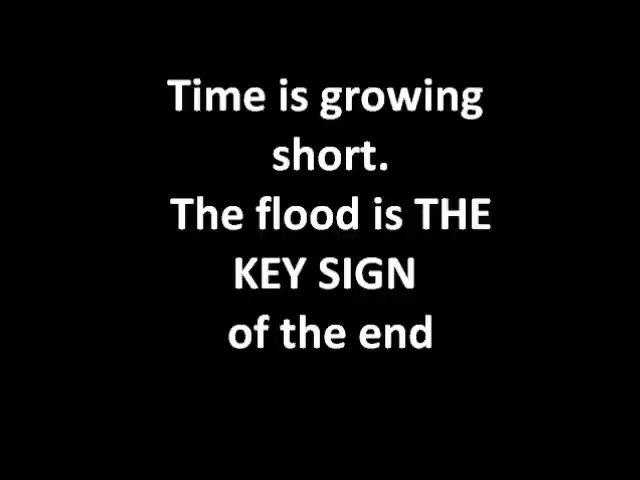 Time is growing
short.
The flood is THE
KEY SIGN
of the end